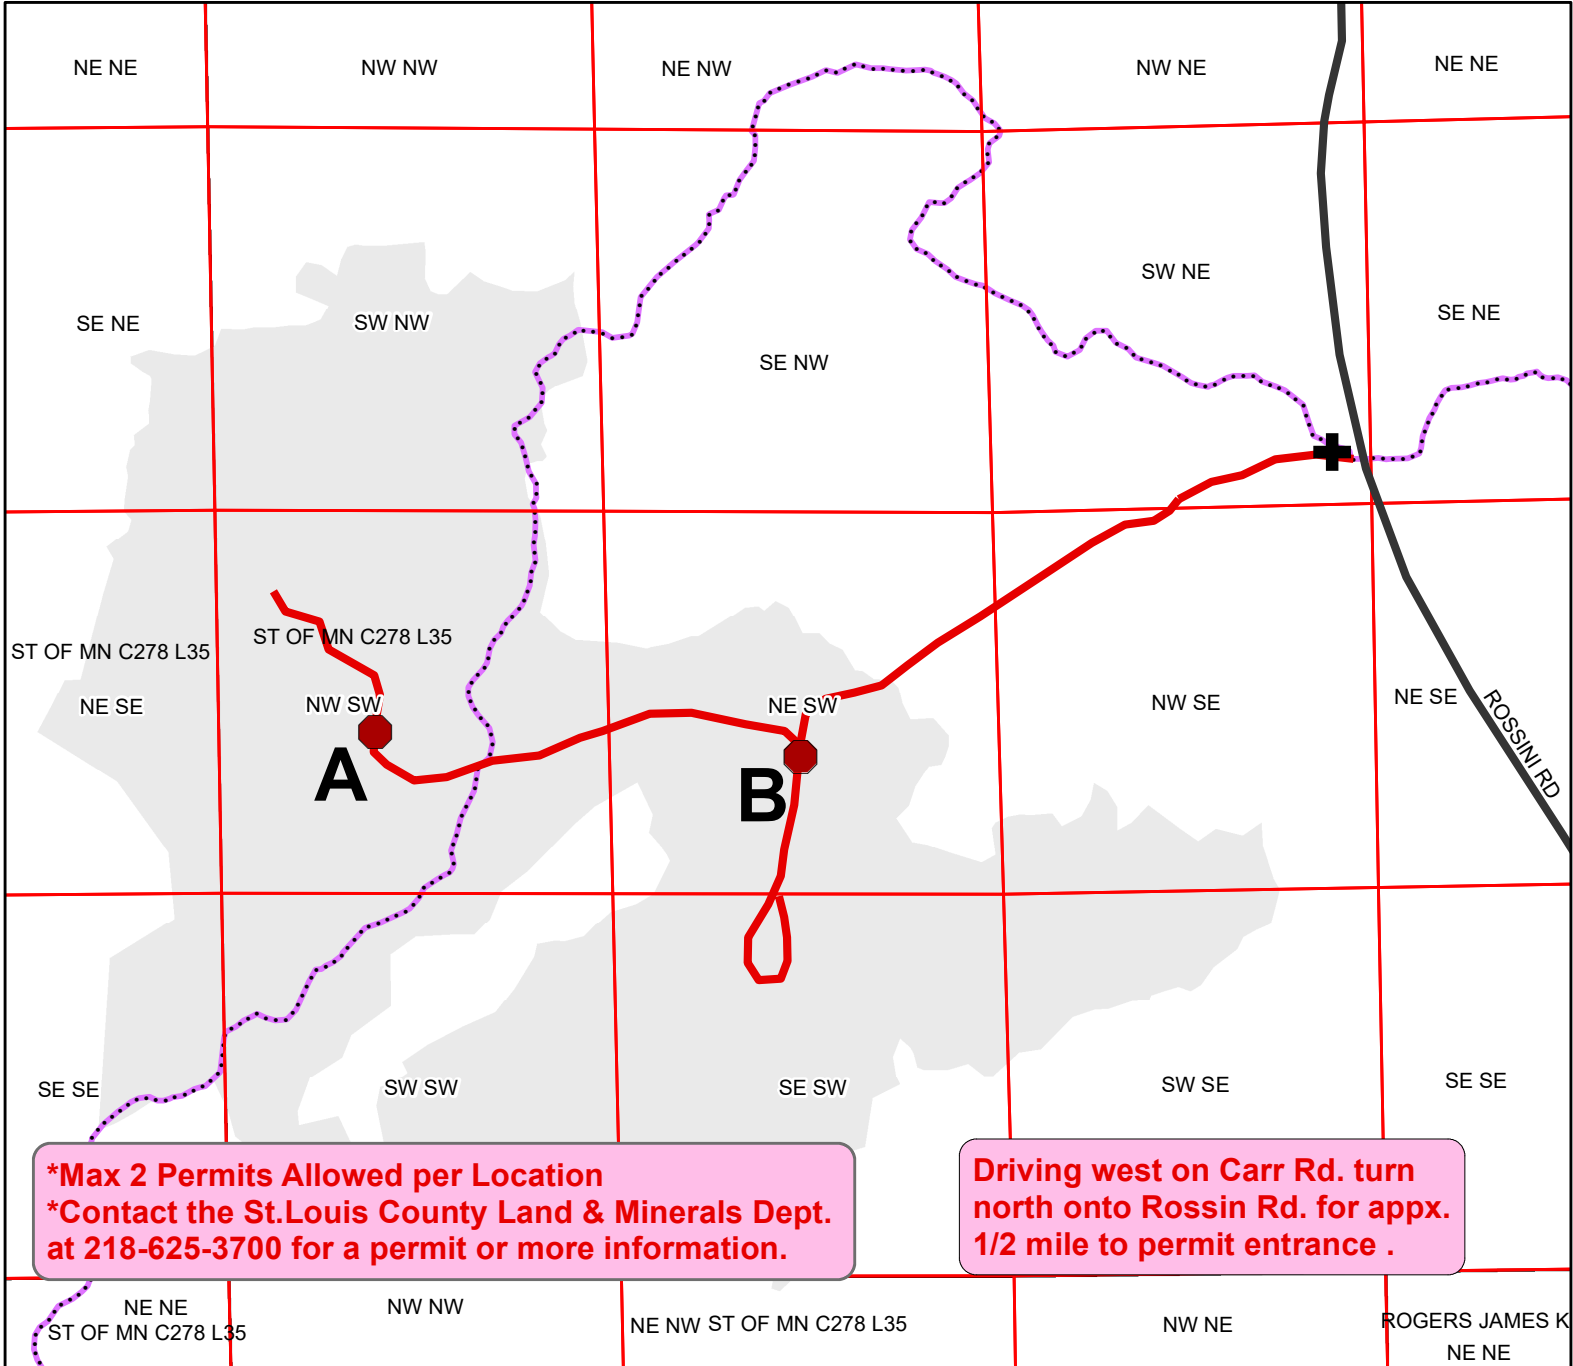 NE NE
NW NW
NE NW
NW NE
NE NE
SE NE
SW NW
SE NW
SW NE
SE NE
ST OF MN C278 L35
ST OF MN C278 L35
NE SE
NW SW
NE SW
NW SE
NE SE
ROSSINI RD
A
B
SE SE
SW SW
SE SW
SW SE
SE SE
*Max 2 Permits Allowed per Location
*Contact the St.Louis County Land & Minerals Dept.
at 218-625-3700 for a permit or more information.
Driving west on Carr Rd. turn
north onto Rossin Rd. for appx.
1/2 mile to permit entrance .
NE NE
ST OF MN C278 L35
NW NW
NE NW
ST OF MN C278 L35
NW NE
ROGERS JAMES K
NE NE